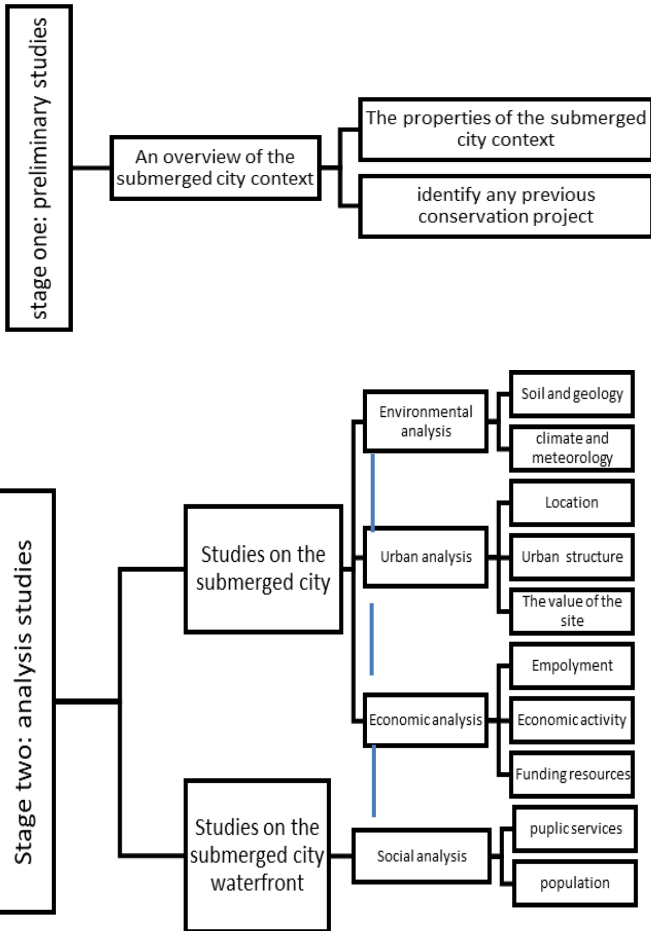 stage one: preliminary studies
An overview of the
submerged city context
The properties of the submerged
city context
identify any previous
conservation project
Stage two: analysis studies
Studies on the
submerged city
Environmental
analysis
Soil and geology
climate and
meteorology
Urban analysis
Location
Urban structure
The value of the
site
Economic analysis
Empolyment
Economic activity
Funding resources
Studies on the
submerged city
waterfront
Social analysis
puplic services
population